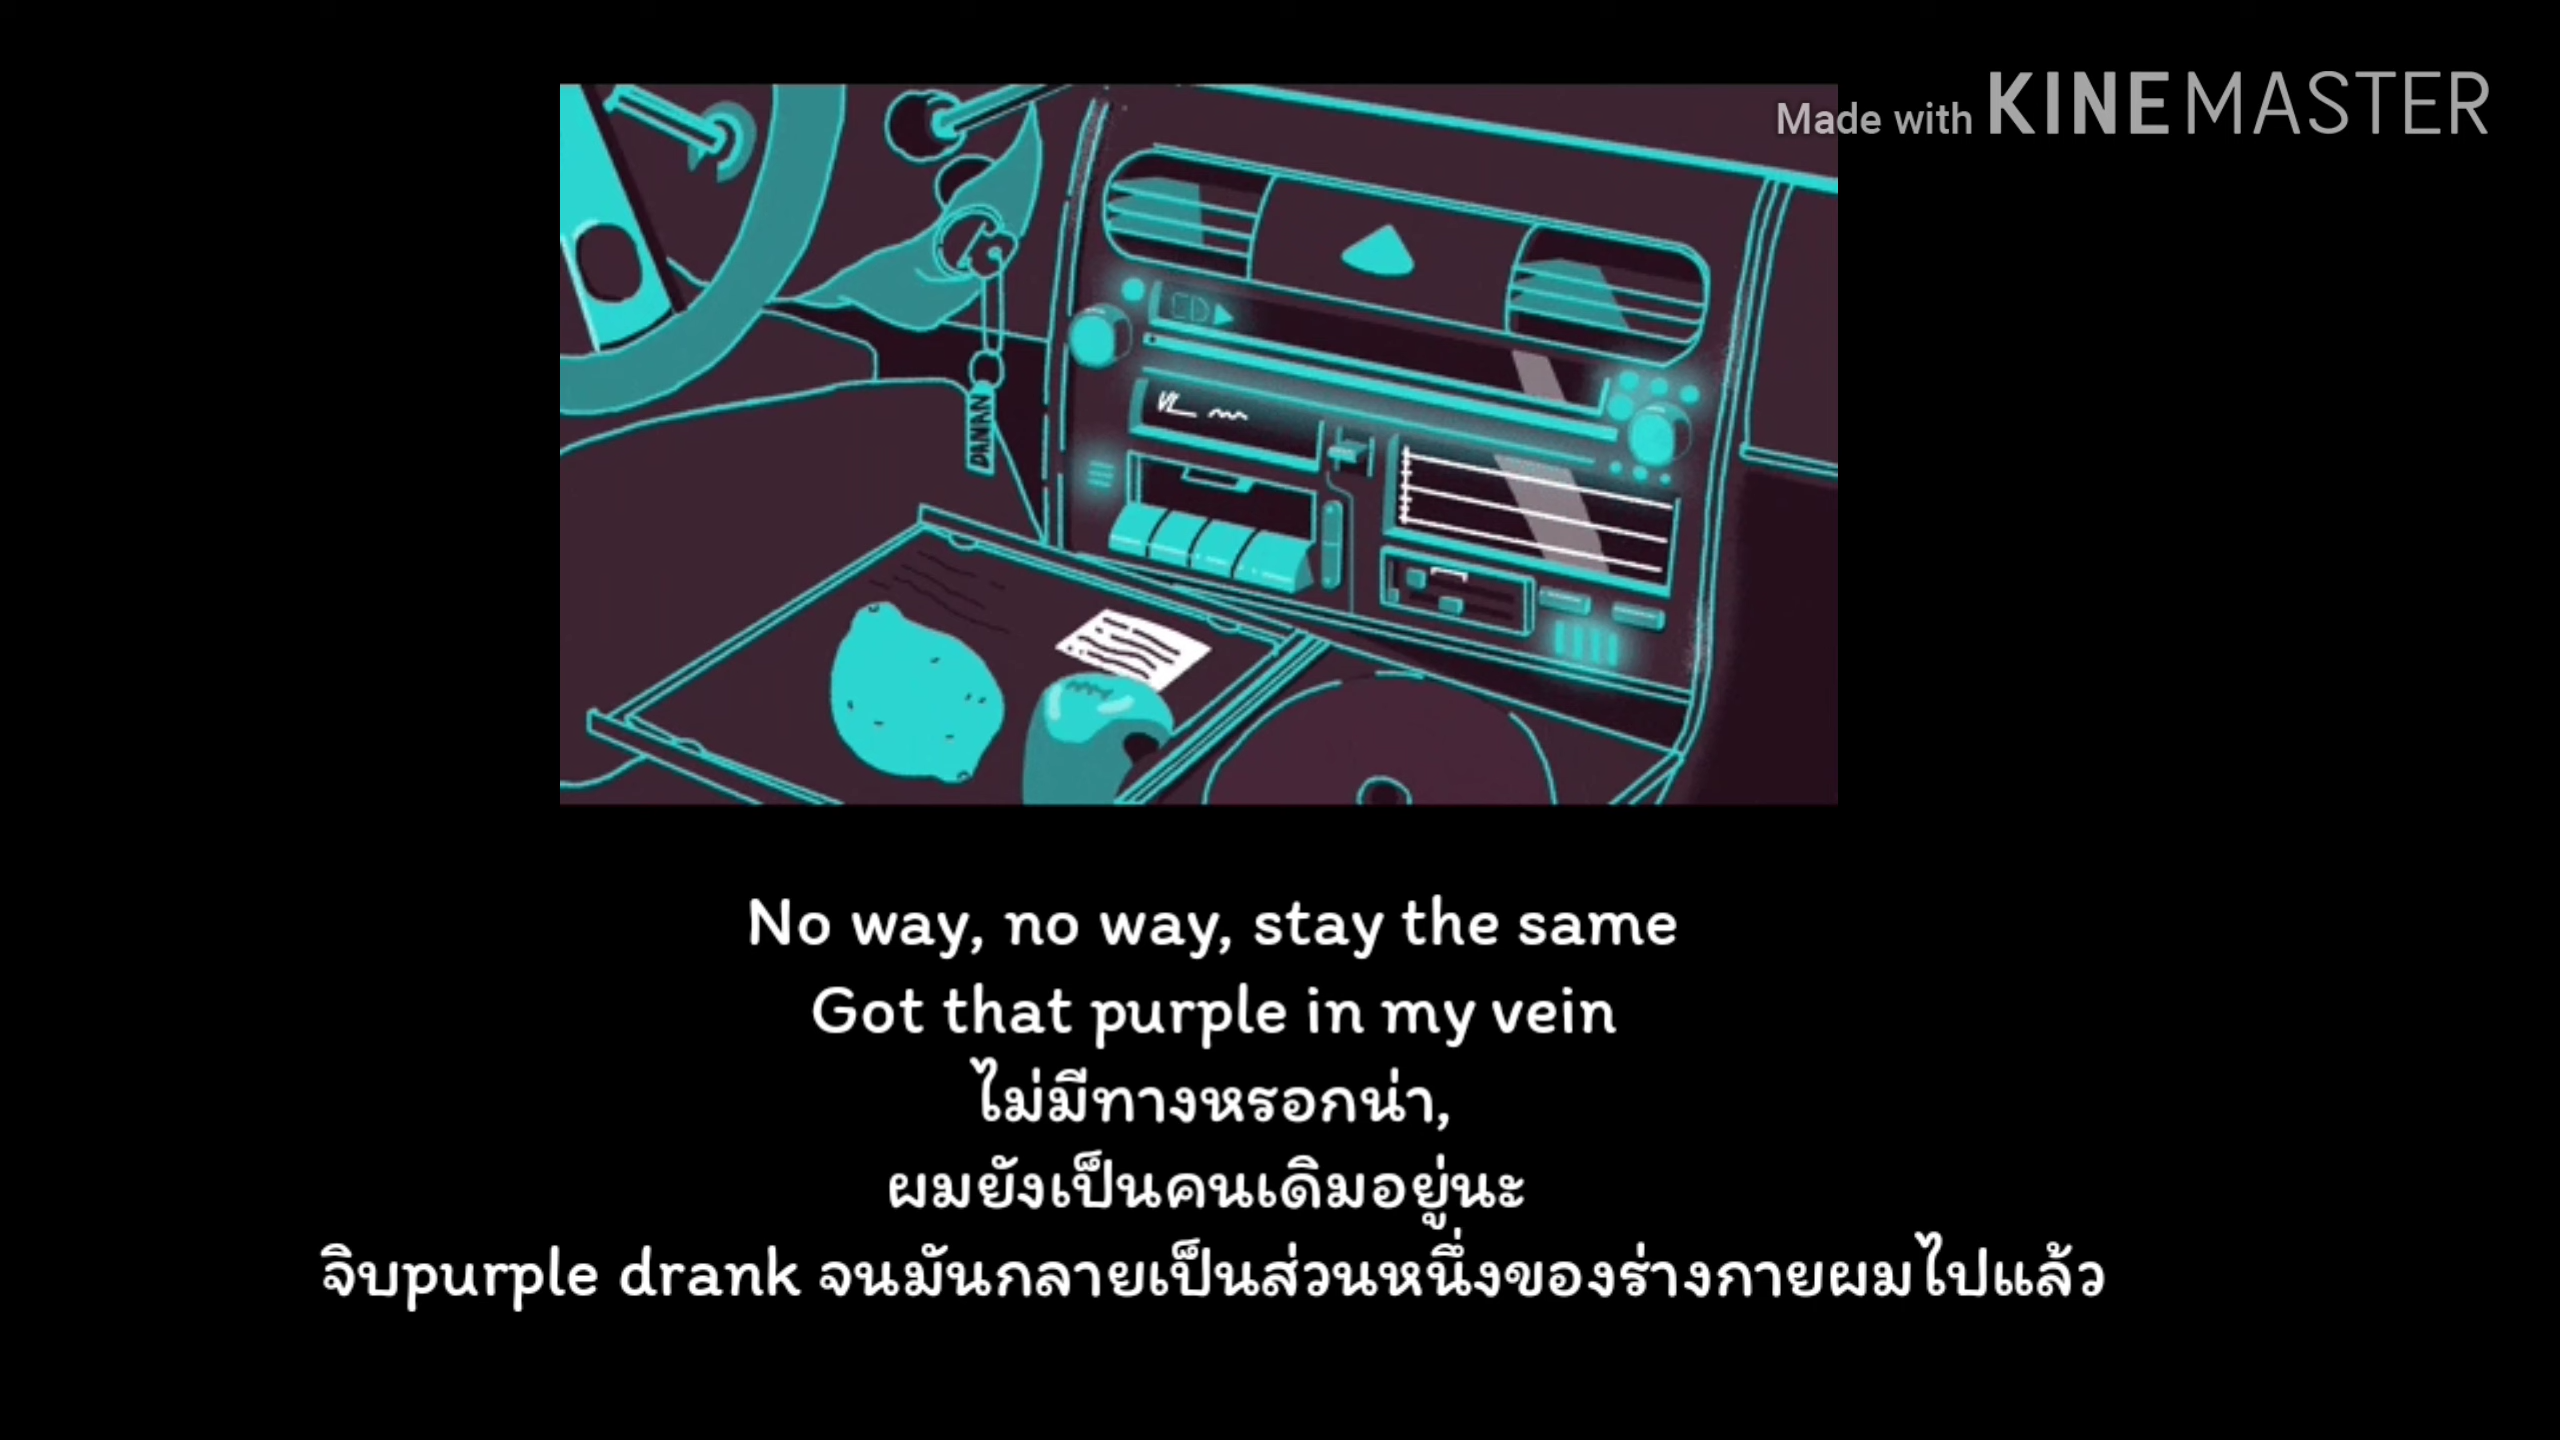 Made with KINEMASTER
CD
DANAN
No way, no way, stay the same
Got that purple in my vein
ไม่มีทางหรอกน่า,
ผมยังเป็นคนเดิมอยู่นะ
จิบpurple drank จนมันกลายเป็นส่วนหนึ่งของร่างกายผมไปแล้ว